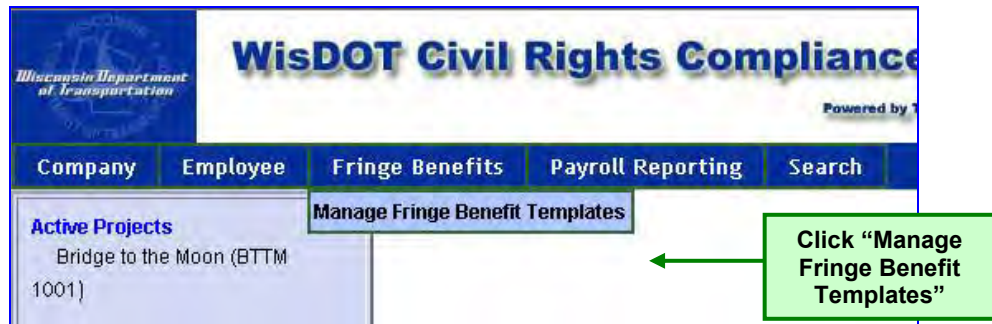 Wisconsin Department
of Transportation
WisDOT Civil Rights Compliance
Powered by T
Company Employee Fringe Benefits Payroll Reporting Search
Manage Fringe Benefit Templates
Active Projects
Bridge to the Moon (BTTM
1001)
Click “Manage
Fringe Benefit
Templates”